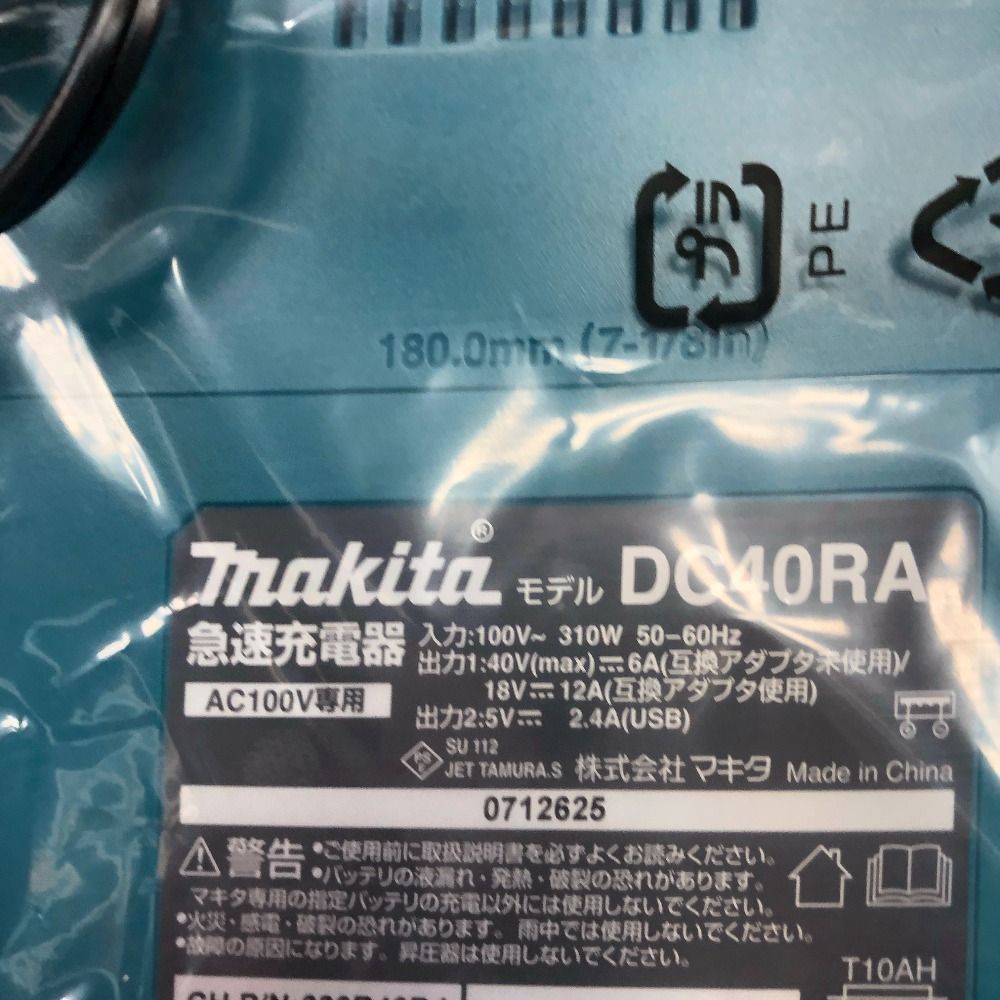 プラ
PE
180.0mm (7-1/8in)
makita® モデル DC40RA
急速充電器
AC100V専用
入力:100V~ 310W 50-60Hz
出力1:40V(max)⎓6A(互換アダプタ未使用)/
18V⎓12A(互換アダプタ使用)
出力2:5V⎓ 2.4A(USB)
PS E
SU 112
JET TAMURA.S 株式会社マキタ Made in China
0712625
警告 •ご使用前に取扱説明書を必ずよくお読みください。
•バッテリの液漏れ・発熱・破裂の恐れがあります。
マキタ専用の指定バッテリの充電以外には使用しないでください。
•火災・感電・破裂の恐れがあります。雨中では使用しないでください。
•故障の原因になります。昇圧器は使用しないでください。
T10AH